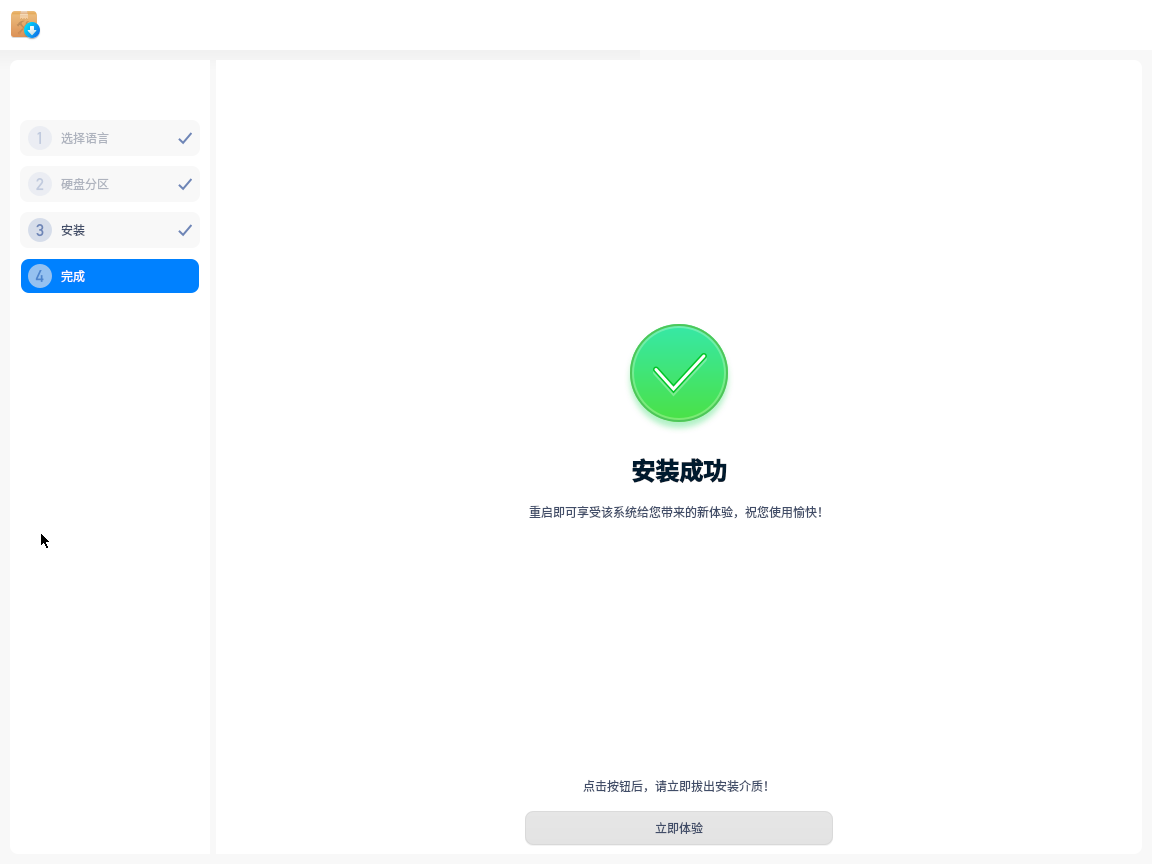 1 选择语言
2 硬盘分区
3 安装
4 完成
安装成功
重启即可享受该系统给您带来的新体验，祝您使用愉快！
点击按钮后，请立即拔出安装介质！
立即体验